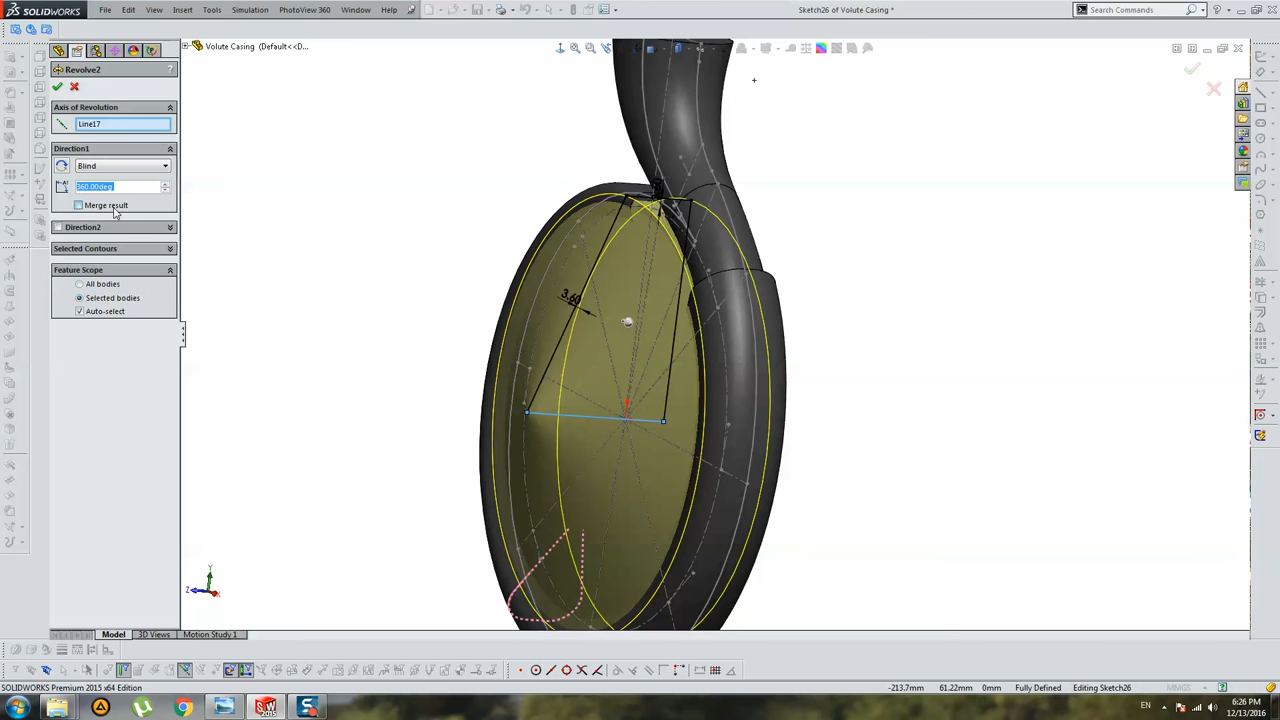 SOLIDWORKS
File Edit View Insert Tools Simulation PhotoView 360 Window Help
Sketch26 of Volute Casing *
Search Commands
Volute Casing (Default<<D...
Revolve2
?
Axis of Revolution
Line17
Direction1
Blind
360.00deg
Merge result
Direction2
Selected Contours
Feature Scope
All bodies
Selected bodies
Auto-select
3.60
Y
Z
X
Model 3D Views Motion Study 1
SOLIDWORKS Premium 2015 x64 Edition
-213.7mm 61.22mm 0mm Fully Defined Editing Sketch26 MMGS
EN
6:26 PM
12/13/2016